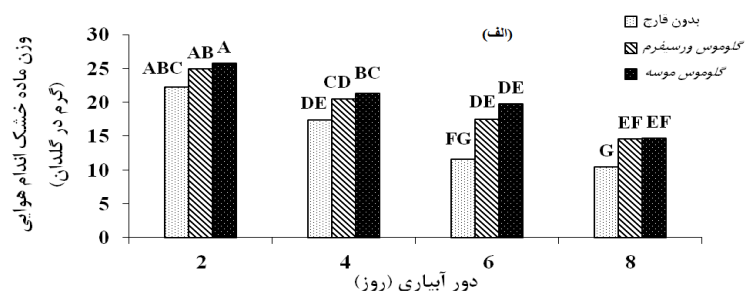 (الف)
بدون قارچ
گلوموس ورسیفرم
گلوموس موسه
وزن ماده خشک اندام هوایی
(گرم در گلدان)
30
25
20
15
10
5
0
ABC AB A
DE CD BC
FG DE DE
G EF EF
2 4 6 8
دور آبیاری (روز)